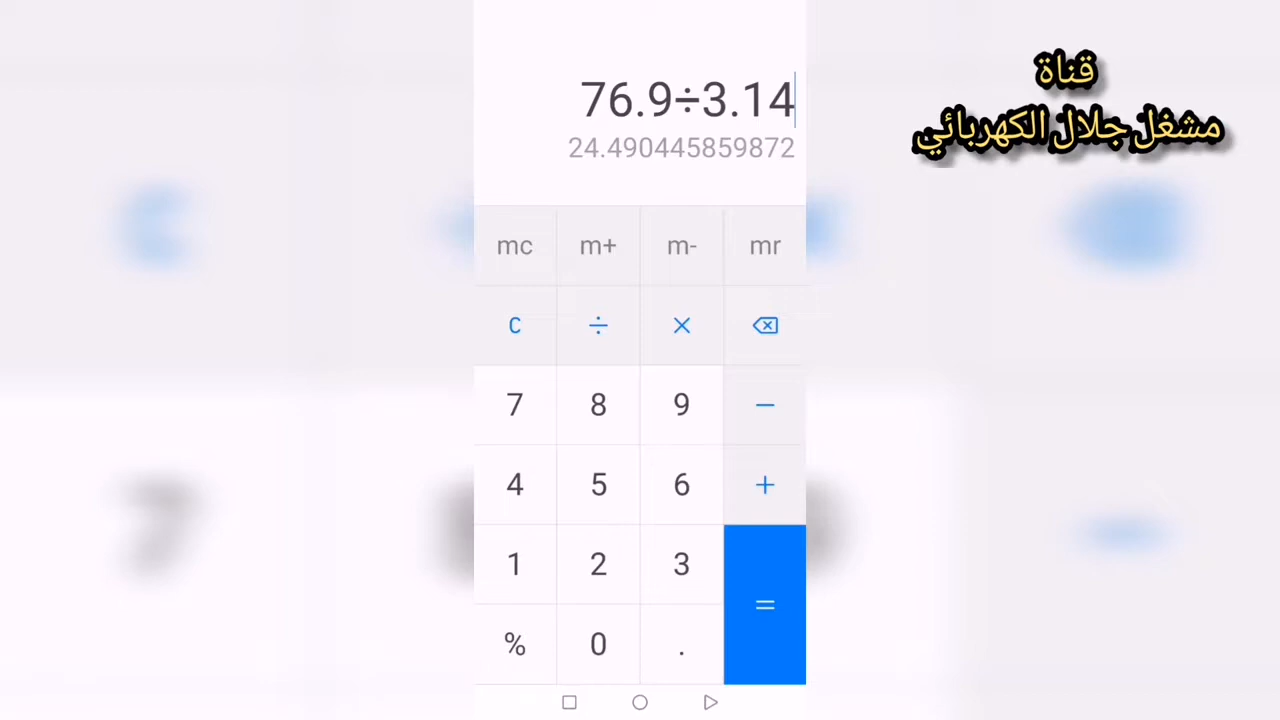 قناة
مشغل جلال الكهربائي
76.9÷3.14
24.490445859872
mc m+ m- mr
C ÷ ×
7 8 9 −
4 5 6 +
1 2 3
% 0 . =